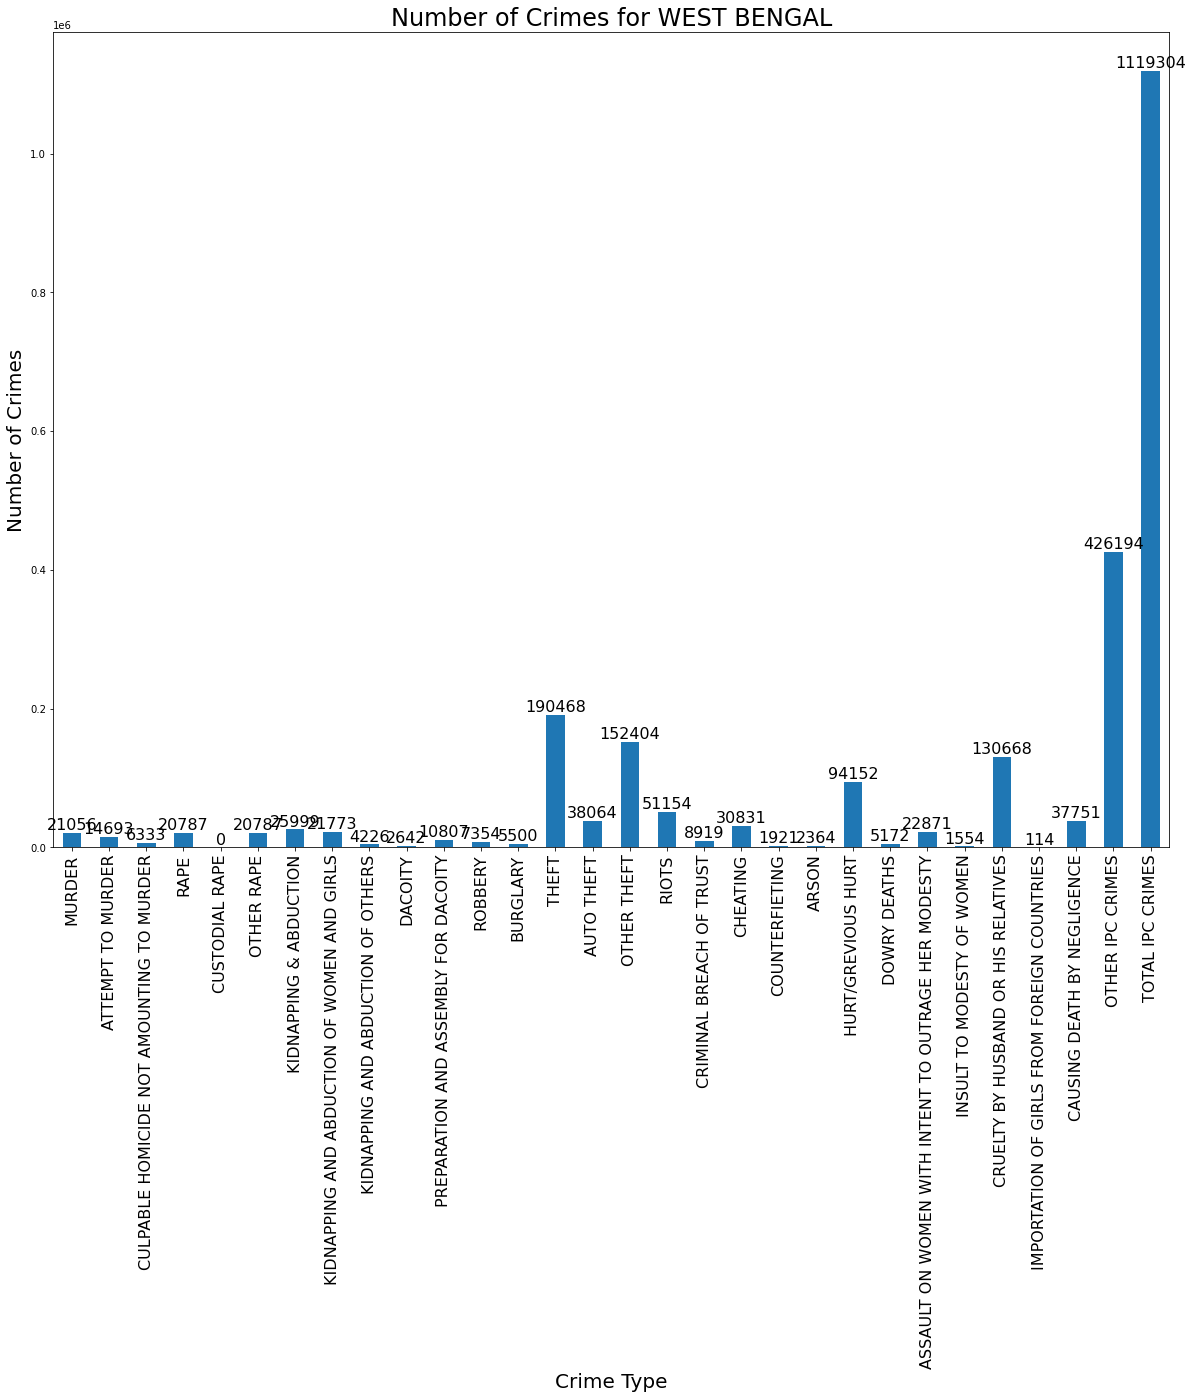 Number of Crimes for WEST BENGAL
1e6
Number of Crimes
1.0
0.8
0.6
0.4
0.2
0.0
21056
14693
6333
20787
0
20787
25999
21773
4226
2642
10807
7354
5500
190468
38064
152404
51154
8919
30831
1921
2364
94152
5172
22871
1554
130668
114
37751
426194
1119304
MURDER
ATTEMPT TO MURDER
CULPABLE HOMICIDE NOT AMOUNTING TO MURDER
RAPE
CUSTODIAL RAPE
OTHER RAPE
KIDNAPPING & ABDUCTION
KIDNAPPING AND ABDUCTION OF WOMEN AND GIRLS
KIDNAPPING AND ABDUCTION OF OTHERS
DACOITY
PREPARATION AND ASSEMBLY FOR DACOITY
ROBBERY
BURGLARY
THEFT
AUTO THEFT
OTHER THEFT
RIOTS
CRIMINAL BREACH OF TRUST
CHEATING
COUNTERFIETING
ARSON
HURT/GREVIOUS HURT
DOWRY DEATHS
ASSAULT ON WOMEN WITH INTENT TO OUTRAGE HER MODESTY
INSULT TO MODESTY OF WOMEN
CRUELTY BY HUSBAND OR HIS RELATIVES
IMPORTATION OF GIRLS FROM FOREIGN COUNTRIES
CAUSING DEATH BY NEGLIGENCE
OTHER IPC CRIMES
TOTAL IPC CRIMES
Crime Type